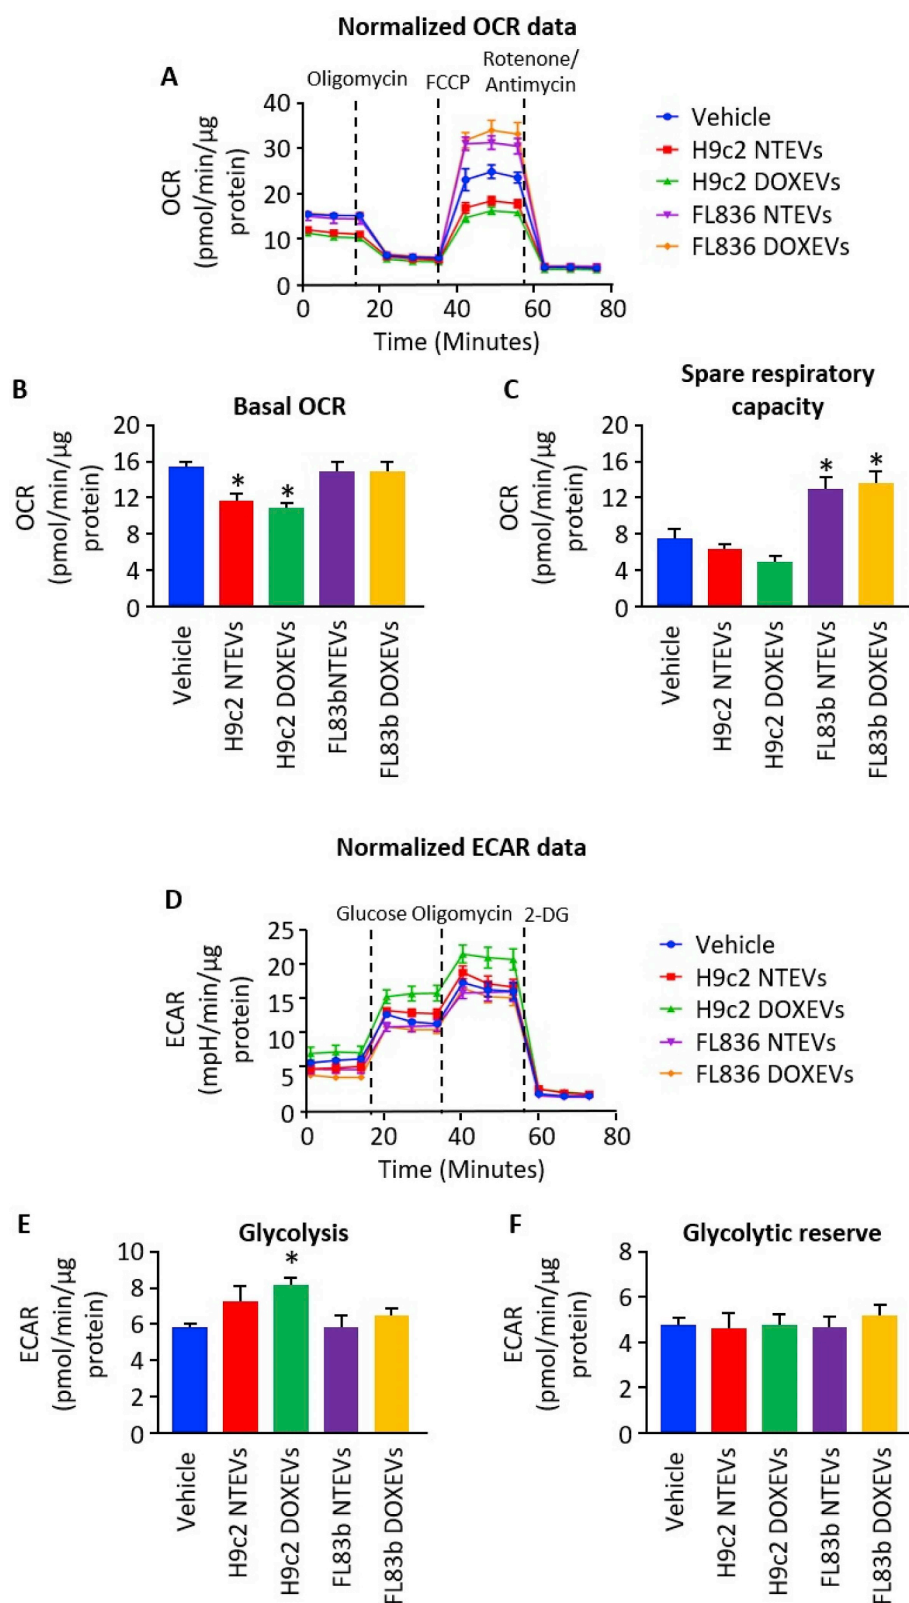 Normalized OCR data
A
Oligomycin
FCCP
Rotenone/
Antimycin
OCR
(pmol/min/µg
protein)
40
30
20
10
0
0 20 40 60 80
Time (Minutes)
Vehicle
H9c2 NTEVs
H9c2 DOXEVs
FL836 NTEVs
FL836 DOXEVs
B
Basal OCR
OCR
(pmol/min/µg
protein)
20
16
12
8
4
0
* *
Vehicle
H9c2 NTEVs
H9c2 DOXEVs
FL83bNTEVs
FL83b DOXEVs
C
Spare respiratory
capacity
OCR
(pmol/min/µg
protein)
20
16
12
8
4
0
* *
Vehicle
H9c2 NTEVs
H9c2 DOXEVs
FL83b NTEVs
FL83b DOXEVs
Normalized ECAR data
D
Glucose Oligomycin 2-DG
ECAR
(mpH/min/µg
protein)
25
20
15
10
5
0
0 20 40 60 80
Time (Minutes)
Vehicle
H9c2 NTEVs
H9c2 DOXEVs
FL836 NTEVs
FL836 DOXEVs
E
Glycolysis
ECAR
(pmol/min/µg
protein)
10
8
6
4
2
0
*
Vehicle
H9c2 NTEVs
H9c2 DOXEVs
FL83b NTEVs
FL83b DOXEVs
F
Glycolytic reserve
ECAR
(pmol/min/µg
protein)
8
6
4
2
0
Vehicle
H9c2 NTEVs
H9c2 DOXEVs
FL83b NTEVs
FL83b DOXEVs